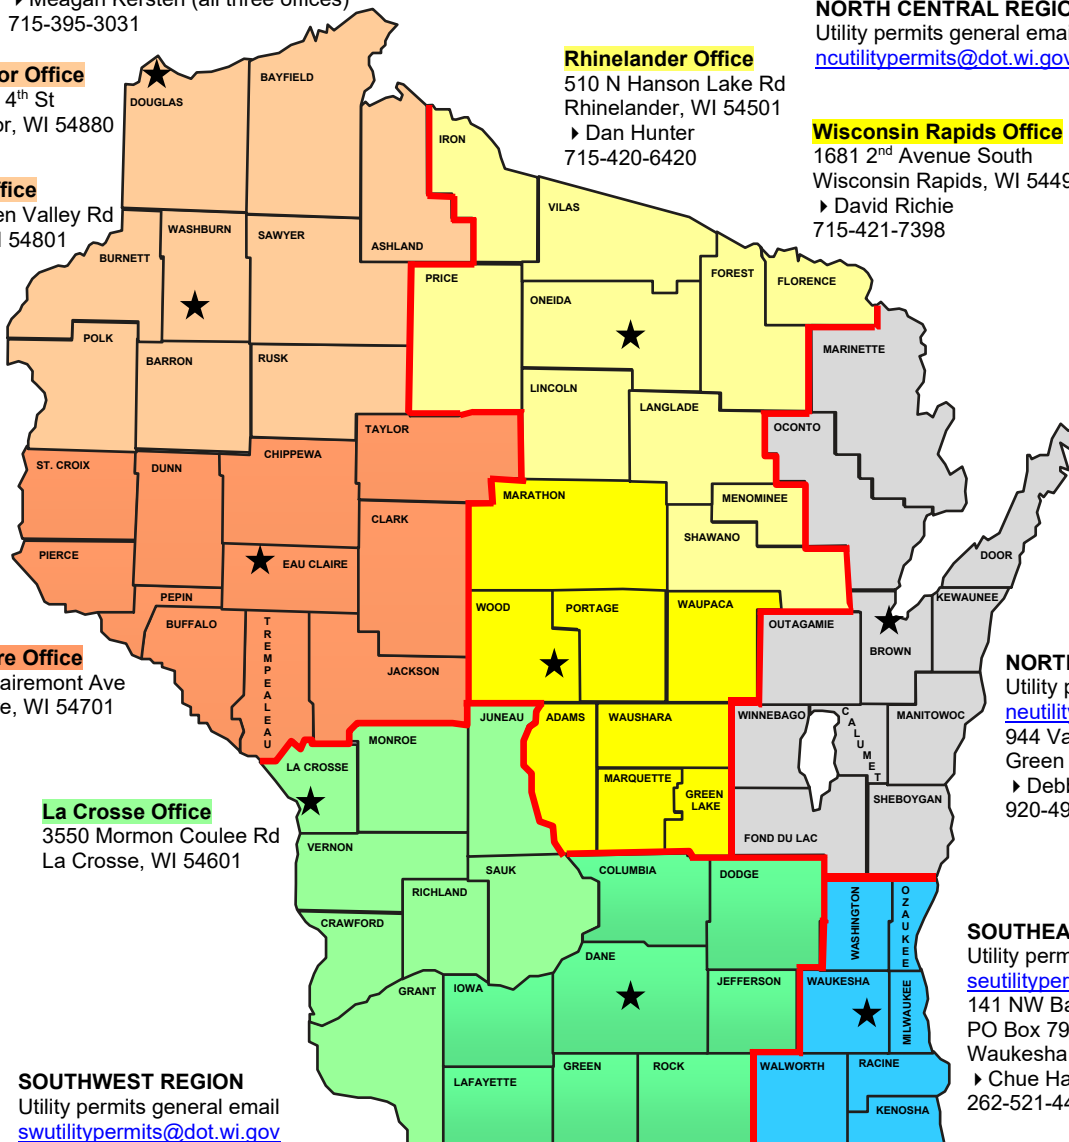 Meagan Kersten (all three offices)
715-395-3031
or Office
4th St
or, WI 54880
ffice
en Valley Rd
I 54801
Rhinelander Office
510 N Hanson Lake Rd
Rhinelander, WI 54501
Dan Hunter
715-420-6420
NORTH CENTRAL REGIO
Utility permits general emai
ncutilitypermits@dot.wi.gov
Wisconsin Rapids Office
1681 2nd Avenue South
Wisconsin Rapids, WI 5449
David Richie
715-421-7398
DOUGLAS
BAYFIELD
IRON
VILAS
WASHBURN
SAWYER
ASHLAND
BURNETT
PRICE
ONEIDA
FOREST
FLORENCE
POLK
BARRON
RUSK
LINCOLN
LANGLADE
MARINETTE
OCONTO
TAYLOR
CHIPPEWA
ST. CROIX
DUNN
MARATHON
MENOMINEE
CLARK
SHAWANO
PIERCE
EAU CLAIRE
DOOR
PEPIN
BUFFALO
TREMPEALEAU
WOOD
PORTAGE
WAUPACA
OUTAGAMIE
KEWAUNEE
BROWN
JACKSON
re Office
airemont Ave
e, WI 54701
JUNEAU
ADAMS
WAUSHARA
WINNEBAGO
CALUMET
MANITOWOC
MONROE
LA CROSSE
MARQUETTE
GREEN
LAKE
SHEBOYGAN
FOND DU LAC
NORTH
Utility p
neutility
944 Va
Green
Debb
920-49
La Crosse Office
3550 Mormon Coulee Rd
La Crosse, WI 54601
VERNON
SAUK
COLUMBIA
DODGE
RICHLAND
CRAWFORD
WASHINGTON
OZAUKEE
DANE
GRANT
IOWA
JEFFERSON
WAUKESHA
MILWAUKEE
SOUTHEA
Utility perm
seutilityper
141 NW Ba
PO Box 79
Waukesha
Chue Ha
262-521-44
LAFAYETTE
GREEN
ROCK
WALWORTH
RACINE
KENOSHA
SOUTHWEST REGION
Utility permits general email
swutilitypermits@dot.wi.gov